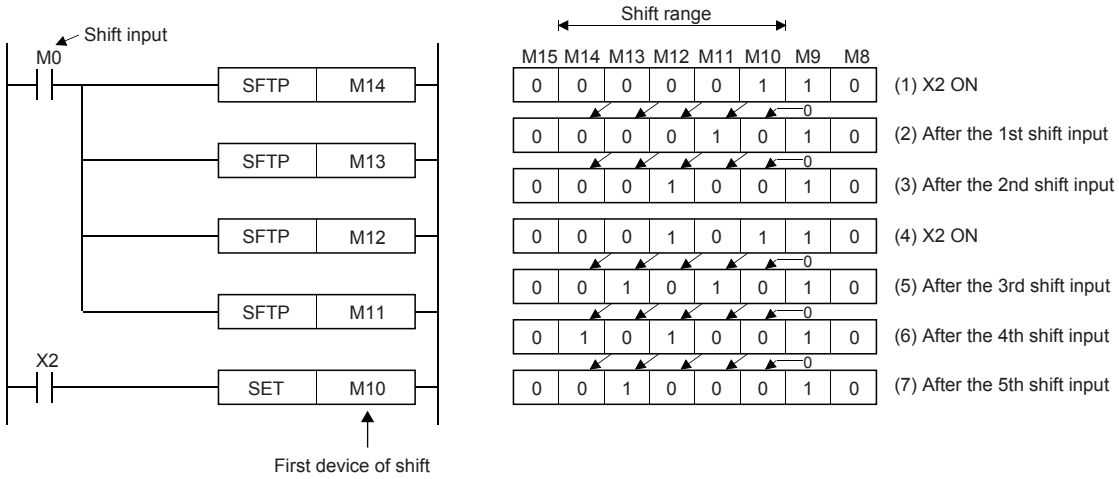 Shift input
M0
SFTP M14
SFTP M13
SFTP M12
SFTP M11
X2
SET M10
First device of shift
Shift range
M15 M14 M13 M12 M11 M10 M9 M8
0 0 0 0 0 1 1 0 (1) X2 ON
0
0 0 0 0 1 0 1 0 (2) After the 1st shift input
0
0 0 0 1 0 0 1 0 (3) After the 2nd shift input
0 0 0 1 0 1 1 0 (4) X2 ON
0
0 0 1 0 1 0 1 0 (5) After the 3rd shift input
0
0 1 0 1 0 0 1 0 (6) After the 4th shift input
0
0 0 1 0 0 0 1 0 (7) After the 5th shift input